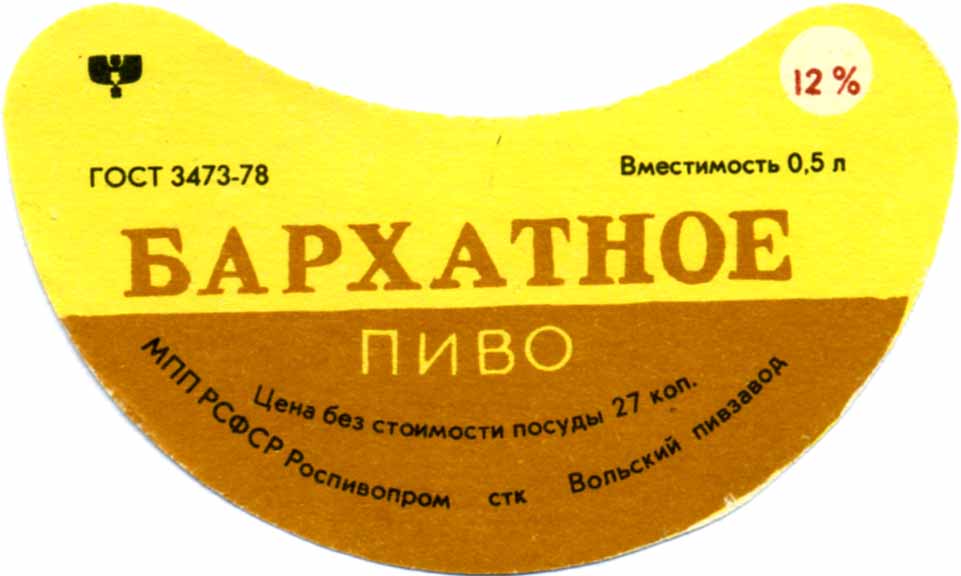 12 %
ГОСТ 3473-78
Вместимость 0,5 л
БАРХАТНОЕ
ПИВО
Цена без стоимости посуды 27 коп.
МПП РСФСР Роспивопром стк Вольский пивзавод